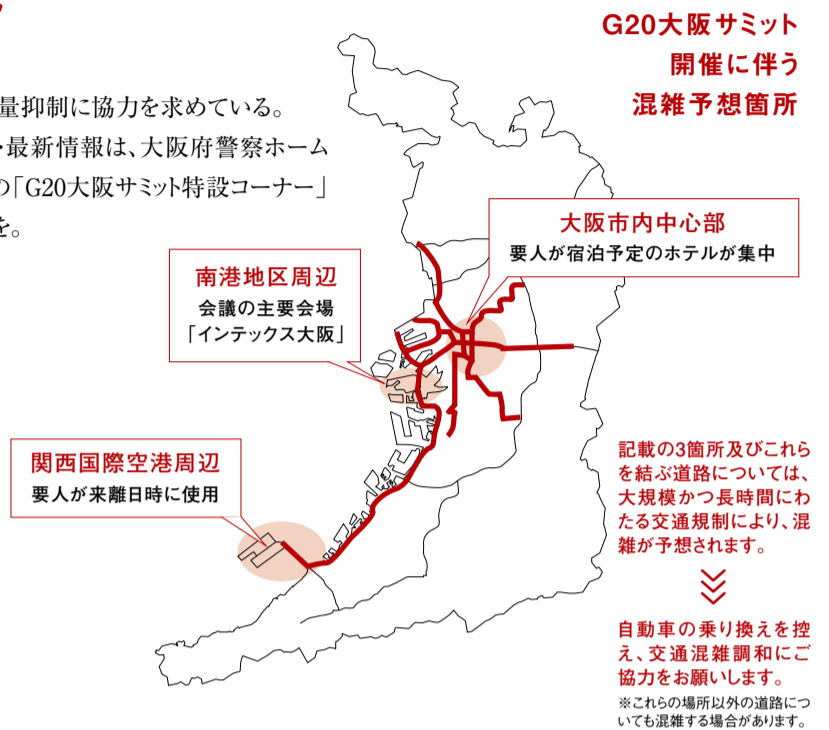 G20大阪サミット
開催に伴う
混雑予想箇所
量抑制に協力を求めている。
・最新情報は、大阪府警察ホーム
の「G20大阪サミット特設コーナー」
を。
大阪市内中心部
要人が宿泊予定のホテルが集中
南港地区周辺
会議の主要会場
「インテックス大阪」
関西国際空港周辺
要人が来離日時に使用
記載の3箇所及びこれら
を結ぶ道路については、
大規模かつ長時間にわ
たる交通規制により、混
雑が予想されます。
自動車の乗り換えを控
え、交通混雑調和にご
協力をお願いします。
※これらの場所以外の道路につ
いても混雑する場合があります。